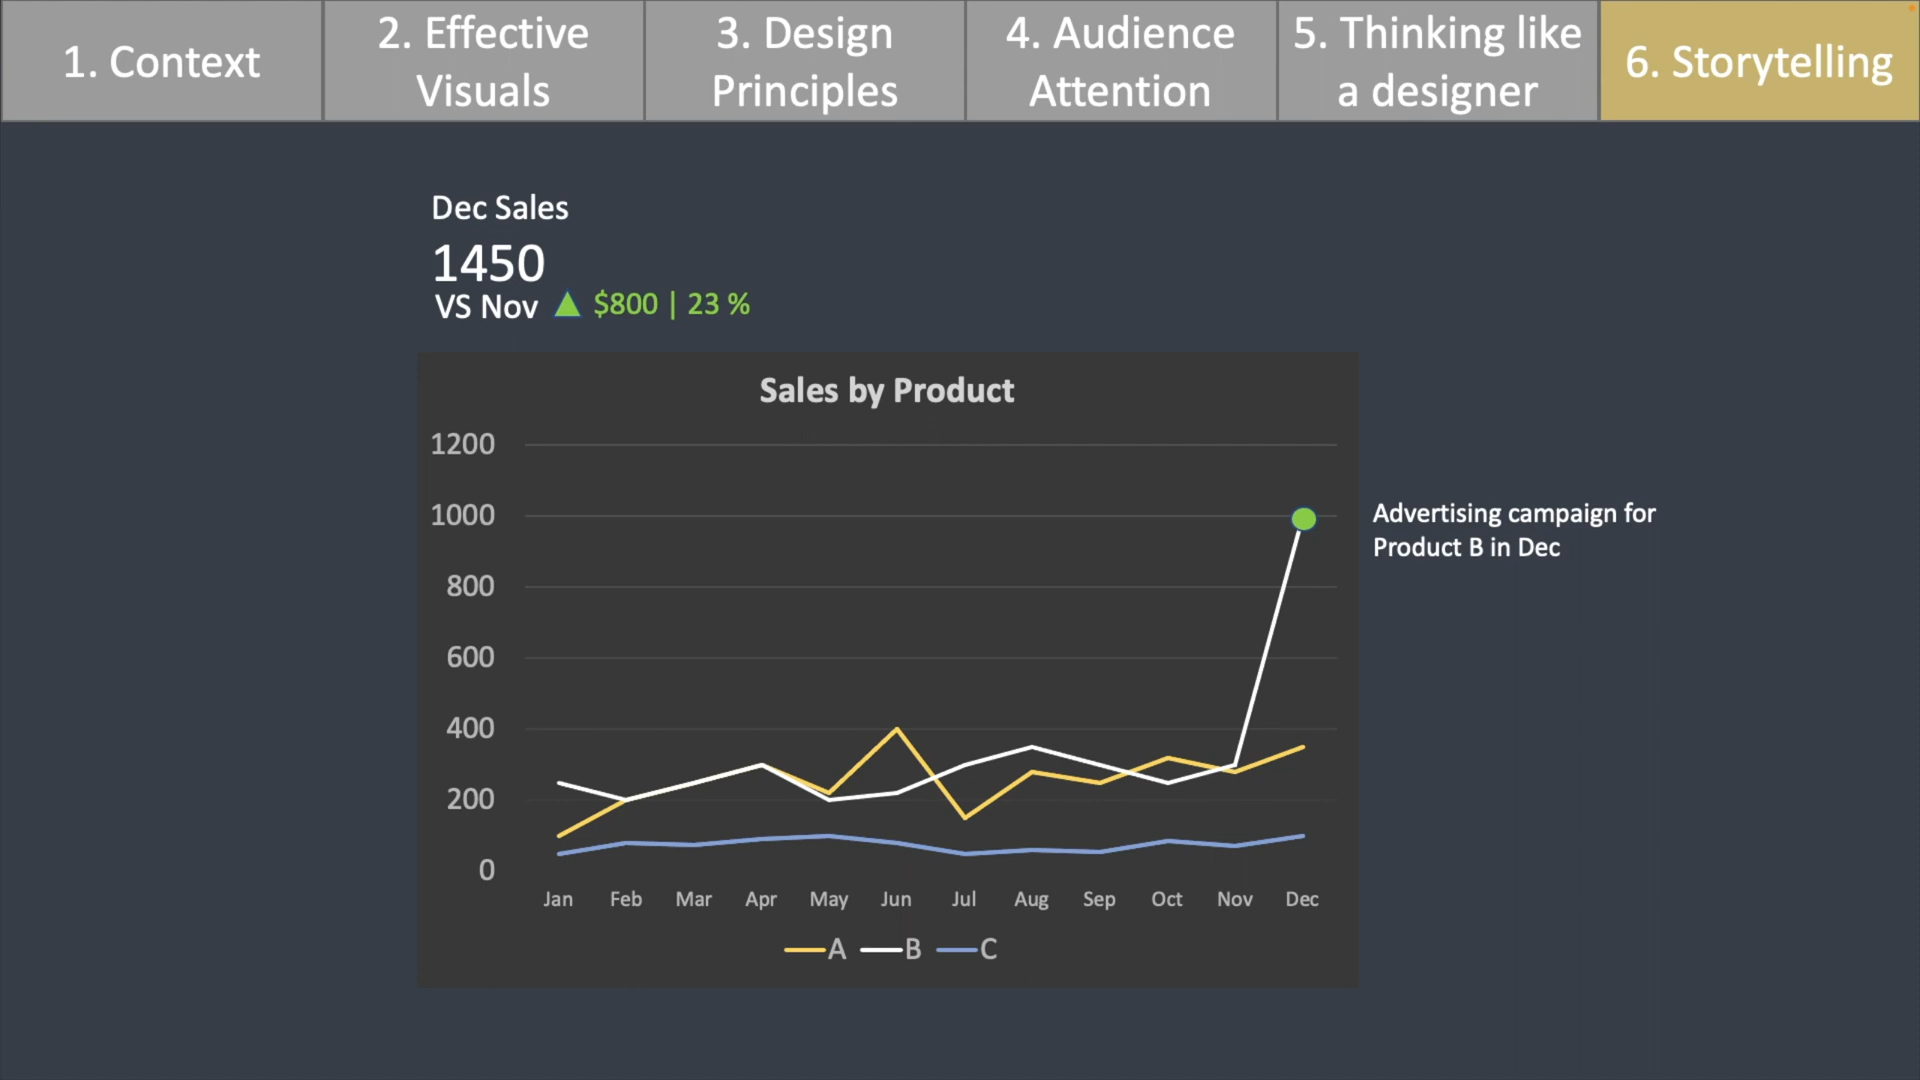 1. Context
2. Effective
Visuals
3. Design
Principles
4. Audience
Attention
5. Thinking like
a designer
6. Storytelling
Dec Sales
1450
VS Nov ▲ $800 | 23 %
Sales by Product
1200
1000
800
600
400
200
0
Advertising campaign for
Product B in Dec
Jan Feb Mar Apr May Jun Jul Aug Sep Oct Nov Dec
A B C